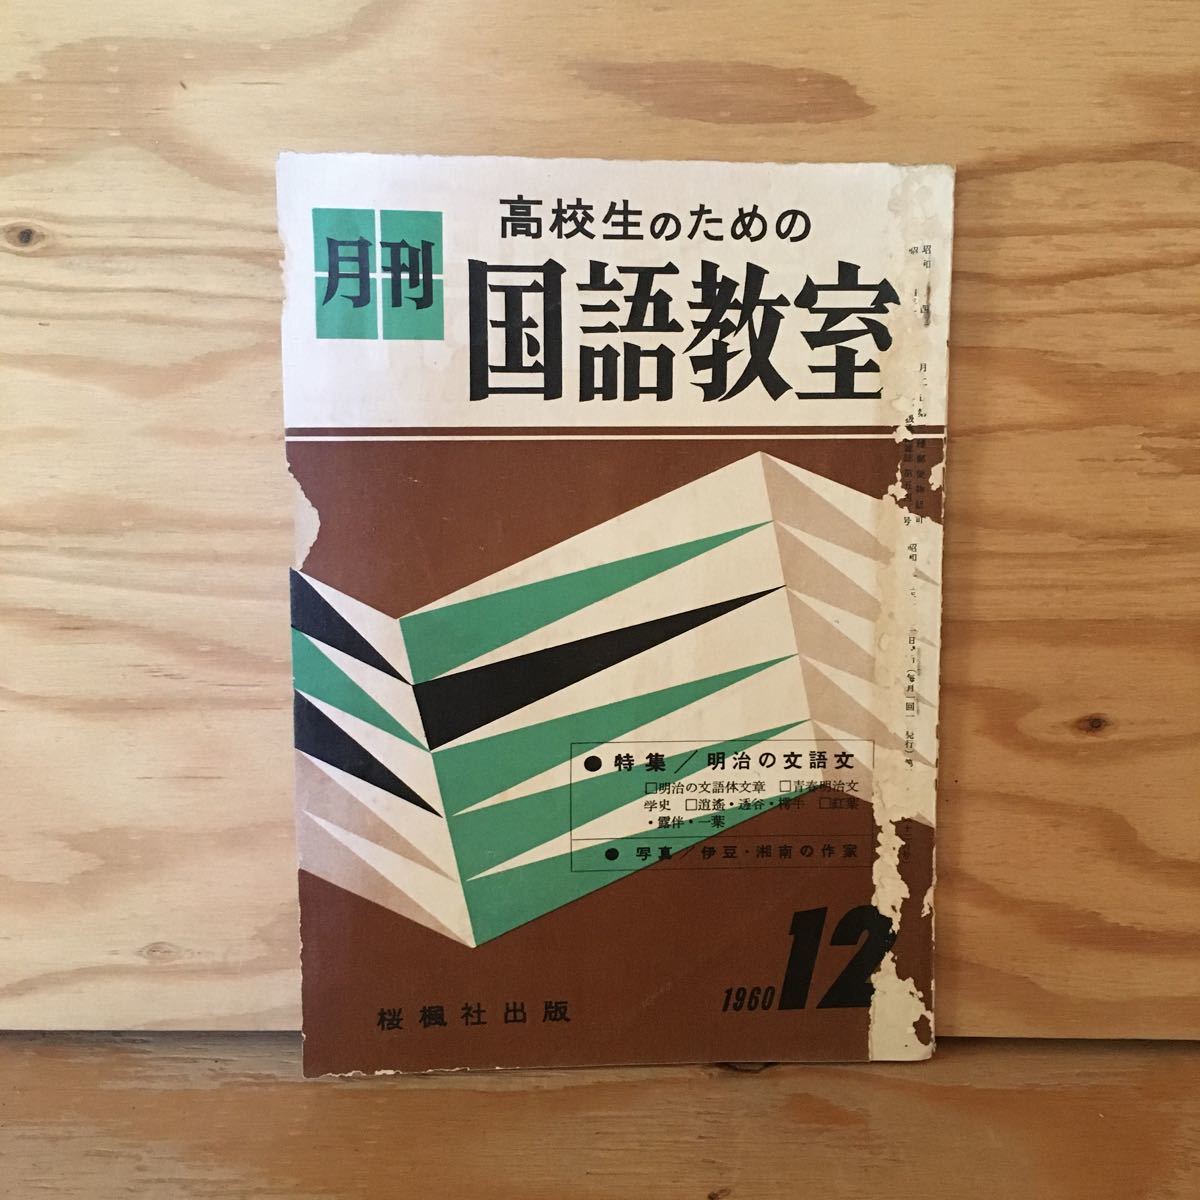 高校生のための
月刊
国語教室
●特集／明治の文語文
□明治の文語体文章 □青春明治文
学史 □逍遙・透谷・樗牛 □紅葉
・露伴・一葉
●写真／伊豆・湘南の作家
1960 12
桜楓社出版